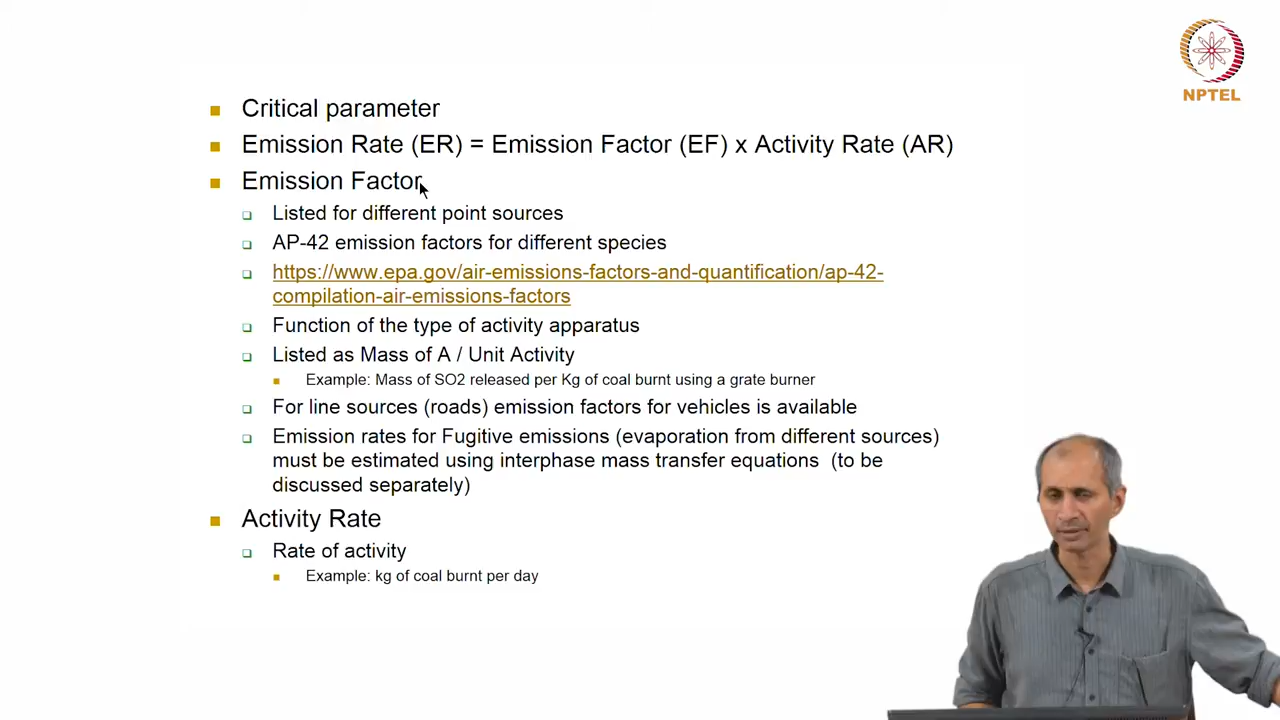 NPTEL
Critical parameter
Emission Rate (ER) = Emission Factor (EF) x Activity Rate (AR)
Emission Factor
Listed for different point sources
AP-42 emission factors for different species
https://www.epa.gov/air-emissions-factors-and-quantification/ap-42-
compilation-air-emissions-factors
Function of the type of activity apparatus
Listed as Mass of A / Unit Activity
Example: Mass of SO2 released per Kg of coal burnt using a grate burner
For line sources (roads) emission factors for vehicles is available
Emission rates for Fugitive emissions (evaporation from different sources)
must be estimated using interphase mass transfer equations (to be
discussed separately)
Activity Rate
Rate of activity
Example: kg of coal burnt per day